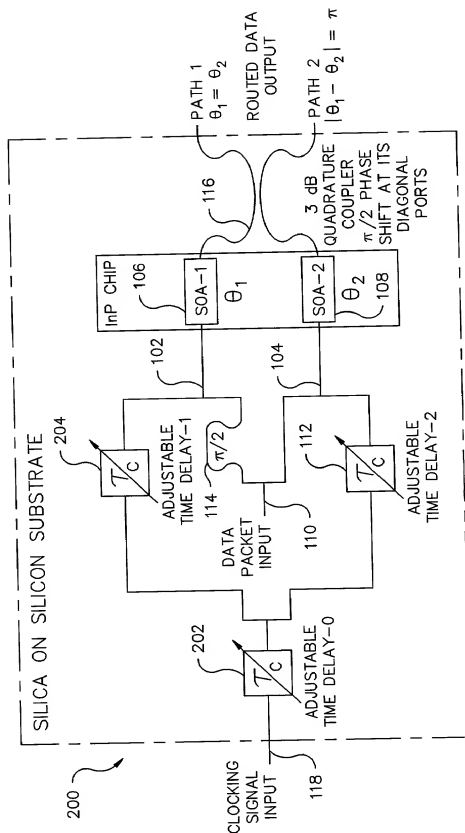 SILICA ON SILICON SUBSTRATE
200
CLOCKING
SIGNAL
INPUT
118
202
τc
ADJUSTABLE
TIME DELAY-0
204
τc
ADJUSTABLE
TIME DELAY-1
π/2
114
DATA
PACKET
INPUT
110
112
τc
ADJUSTABLE
TIME DELAY-2
102
104
InP CHIP
106
SOA-1
θ1
SOA-2
θ2
108
116
3 dB
QUADRATURE
COUPLER
π/2 PHASE
SHIFT AT ITS
DIAGONAL
PORTS
PATH 1
θ1 = θ2
ROUTED DATA
OUTPUT
PATH 2
|θ1 - θ2| = π